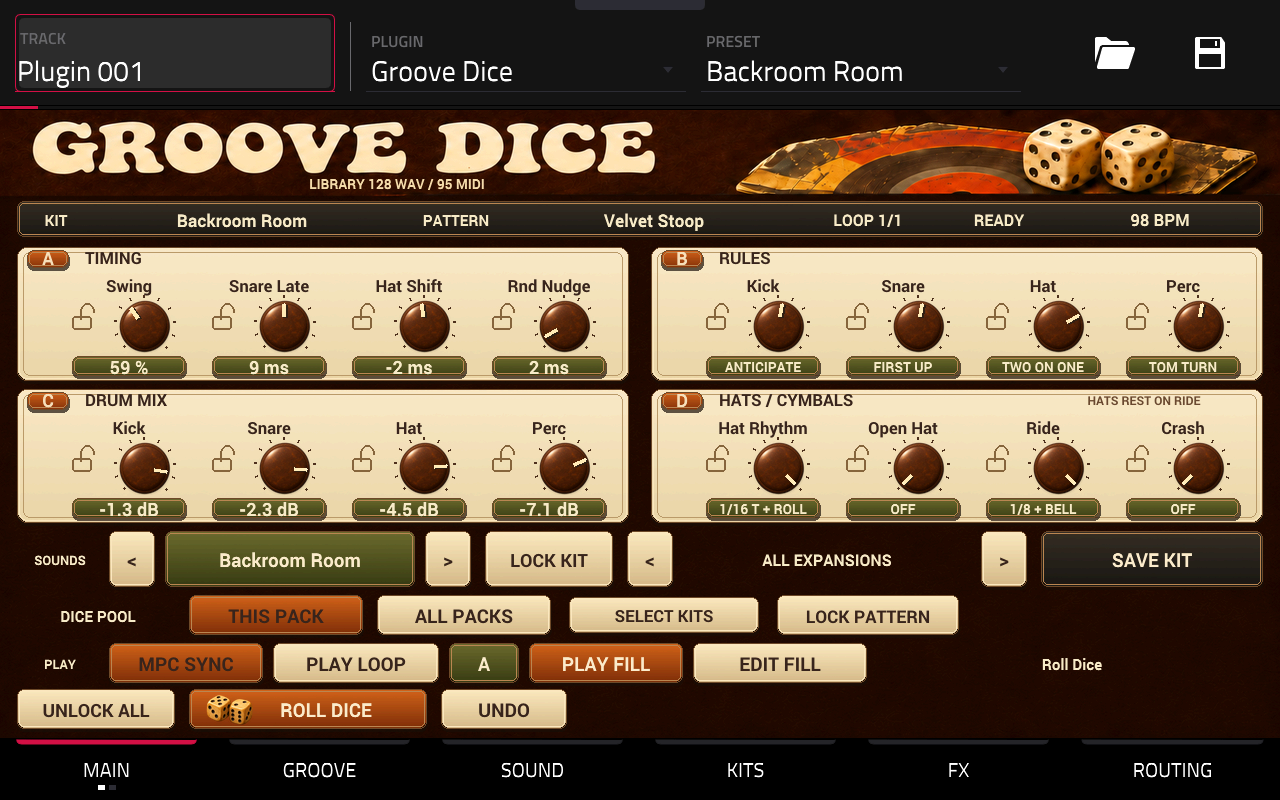 TRACK
Plugin 001
PLUGIN
Groove Dice
PRESET
Backroom Room
GROOVE DICE
LIBRARY 128 WAV / 95 MIDI
KIT Backroom Room PATTERN Velvet Stoop LOOP 1/1 READY 98 BPM
A TIMING
Swing Snare Late Hat Shift Rnd Nudge
59 % 9 ms -2 ms 2 ms
B RULES
Kick Snare Hat Perc
ANTICIPATE FIRST UP TWO ON ONE TOM TURN
C DRUM MIX
Kick Snare Hat Perc
-1.3 dB -2.3 dB -4.5 dB -7.1 dB
D HATS / CYMBALS HATS REST ON RIDE
Hat Rhythm Open Hat Ride Crash
1/16 T + ROLL OFF 1/8 + BELL OFF
SOUNDS < Backroom Room > LOCK KIT < ALL EXPANSIONS > SAVE KIT
DICE POOL THIS PACK ALL PACKS SELECT KITS LOCK PATTERN
PLAY MPC SYNC PLAY LOOP A PLAY FILL EDIT FILL Roll Dice
UNLOCK ALL ROLL DICE UNDO
MAIN GROOVE SOUND KITS FX ROUTING